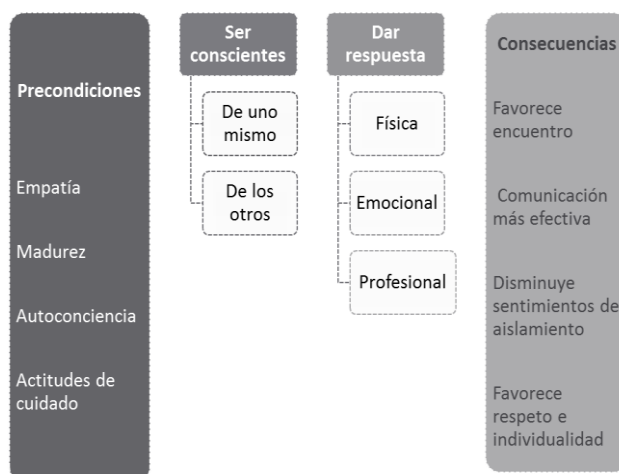 Precondiciones
Empatía
Madurez
Autoconciencia
Actitudes de
cuidado
Ser
conscientes
De uno
mismo
De los
otros
Dar
respuesta
Física
Emocional
Profesional
Consecuencias
Favorece
encuentro
Comunicación
más efectiva
Disminuye
sentimientos de
aislamiento
Favorece
respeto e
individualidad